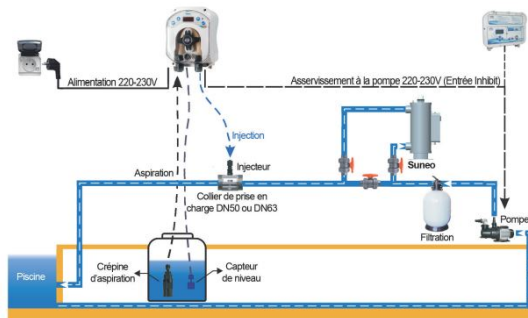 Alimentation 220-230V
Asservissement à la pompe 220-230V (Entrée Inhibit)
Injection
Aspiration
Injecteur
Suneo
Collier de prise en
charge DN50 ou DN63
Filtration
Pompe
Piscine
Crépine
d'aspiration
Capteur
de niveau